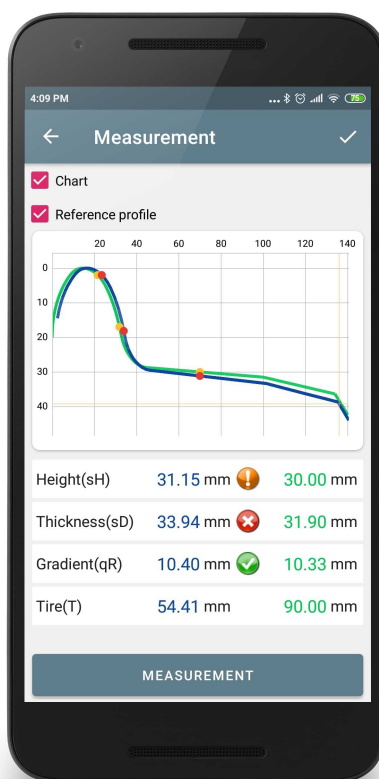 4:09 PM
... 75
Measurement
Chart
Reference profile
20 40 60 80 100 120 140
0
10
20
30
40
Height(sH) 31.15 mm 30.00 mm
Thickness(sD) 33.94 mm 31.90 mm
Gradient(qR) 10.40 mm 10.33 mm
Tire(T) 54.41 mm 90.00 mm
MEASUREMENT